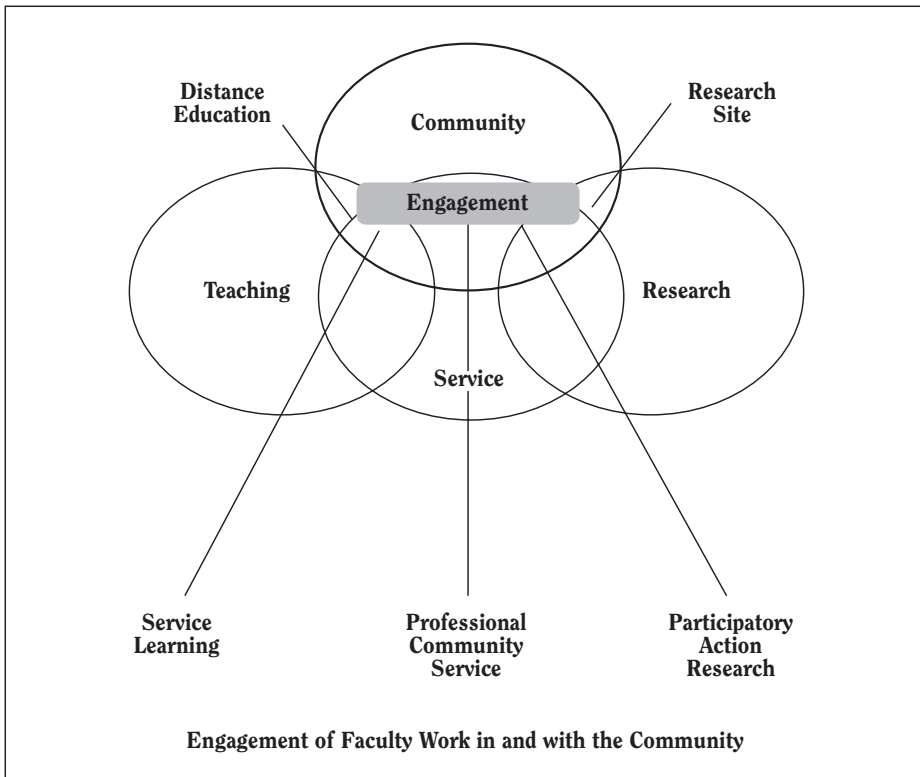 Distance
Education
Research
Site
Community
Engagement
Teaching
Research
Service
Service
Learning
Professional
Community
Service
Participatory
Action
Research
Engagement of Faculty Work in and with the Community